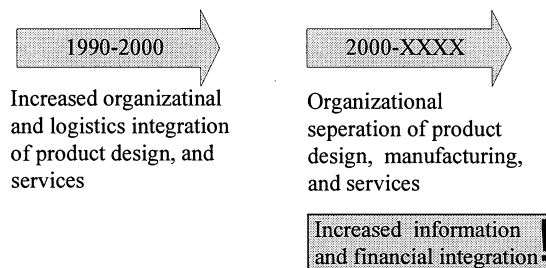 1990-2000
Increased organizatinal
and logistics integration
of product design, and
services
2000-XXXX
Organizational
seperation of product
design, manufacturing,
and services
Increased information
and financial integration!